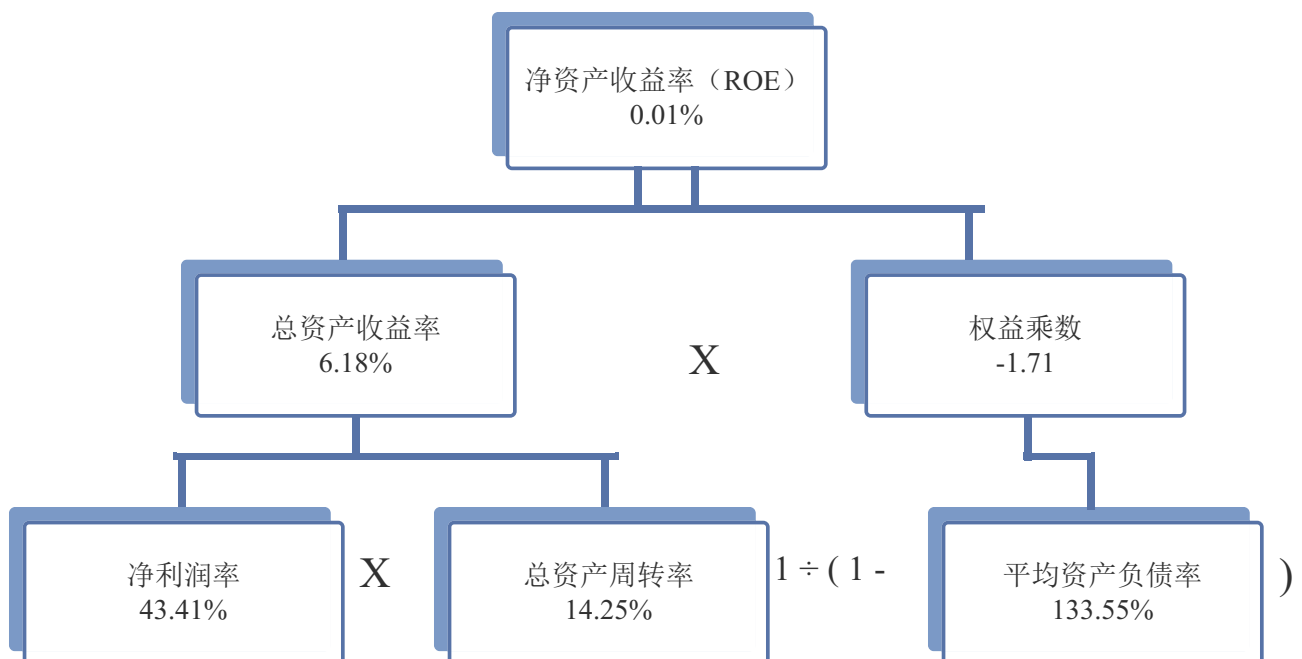 净资产收益率（ROE）
0.01%
总资产收益率
6.18%
X
权益乘数
-1.71
净利润率
43.41%
X
总资产周转率
14.25%
1 ÷ ( 1 -
平均资产负债率
133.55%
)